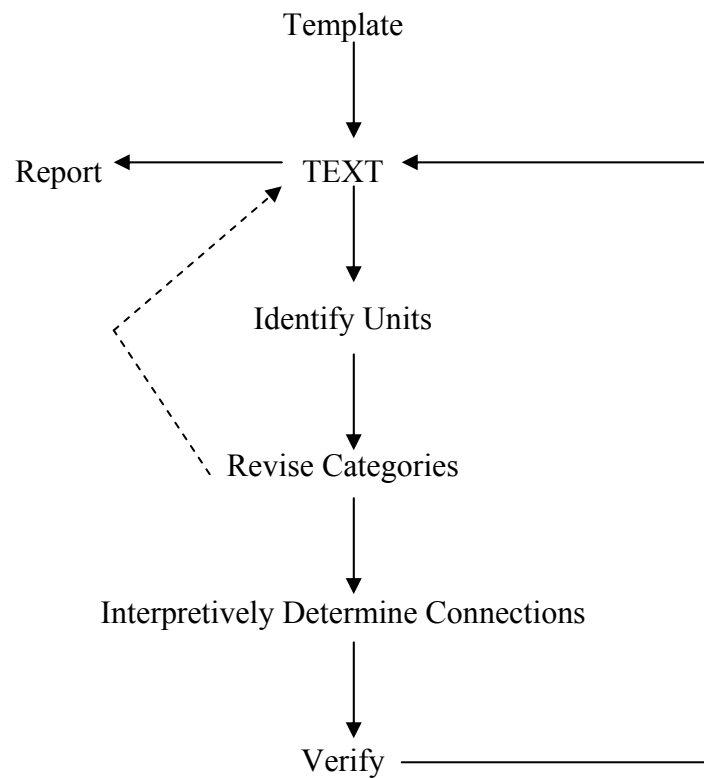 Template
Report
TEXT
Identify Units
Revise Categories
Interpretively Determine Connections
Verify